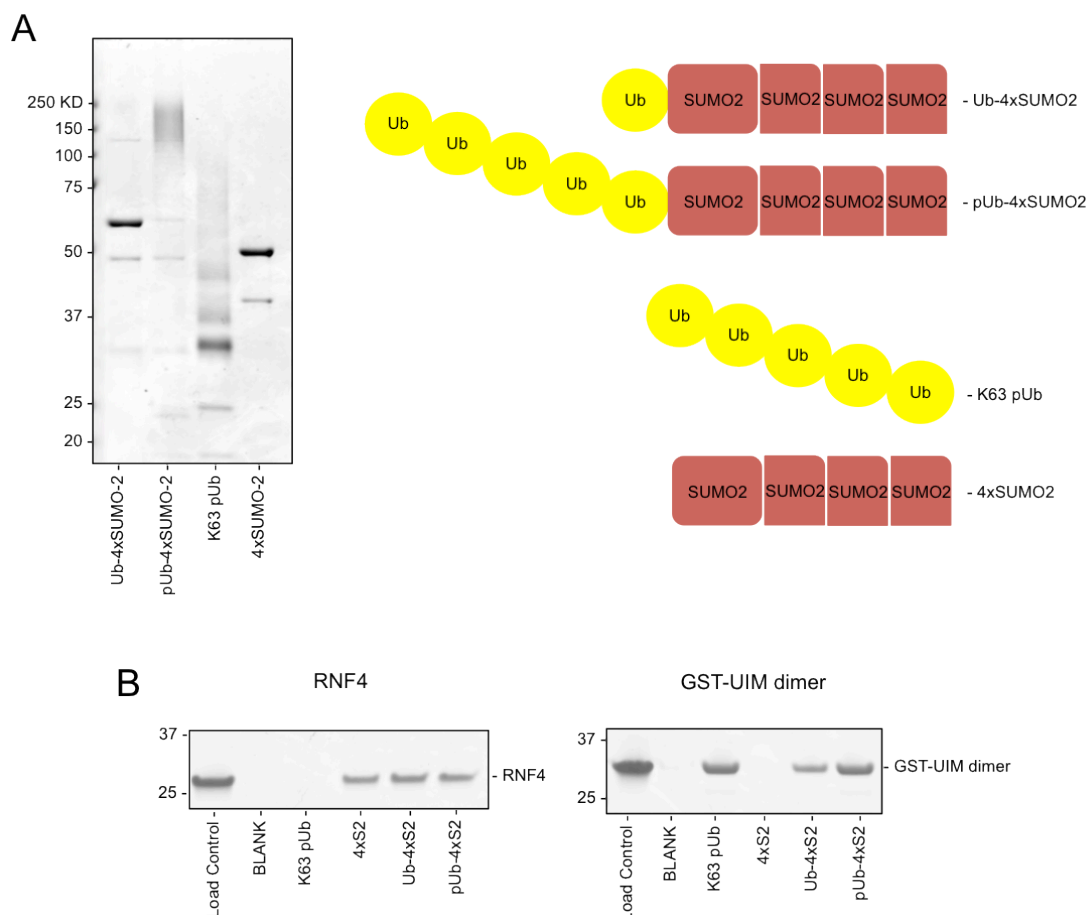 A
250 KD
150
100
75
50
37
25
20
Ub-4xSUMO-2
pUb-4xSUMO-2
K63 pUb
4xSUMO-2
Ub SUMO2 SUMO2 SUMO2 SUMO2 - Ub-4xSUMO2
Ub Ub Ub Ub Ub SUMO2 SUMO2 SUMO2 SUMO2 - pUb-4xSUMO2
Ub Ub Ub Ub Ub - K63 pUb
SUMO2 SUMO2 SUMO2 SUMO2 - 4xSUMO2
B
RNF4
37 -
25 -
- RNF4
Load Control
BLANK
K63 pUb
4xS2
Ub-4xS2
pUb-4xS2
GST-UIM dimer
37 -
25 -
- GST-UIM dimer
Load Control
BLANK
K63 pUb
4xS2
Ub-4xS2
pUb-4xS2